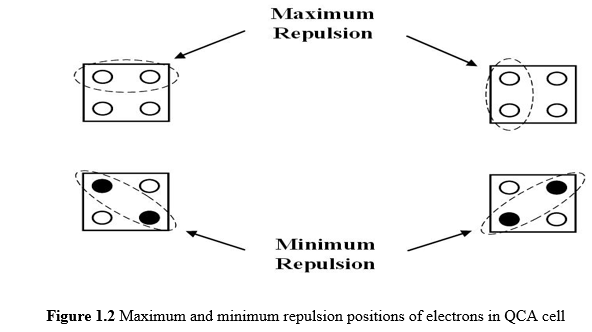 Maximum
Repulsion
Minimum
Repulsion
Figure 1.2 Maximum and minimum repulsion positions of electrons in QCA cell